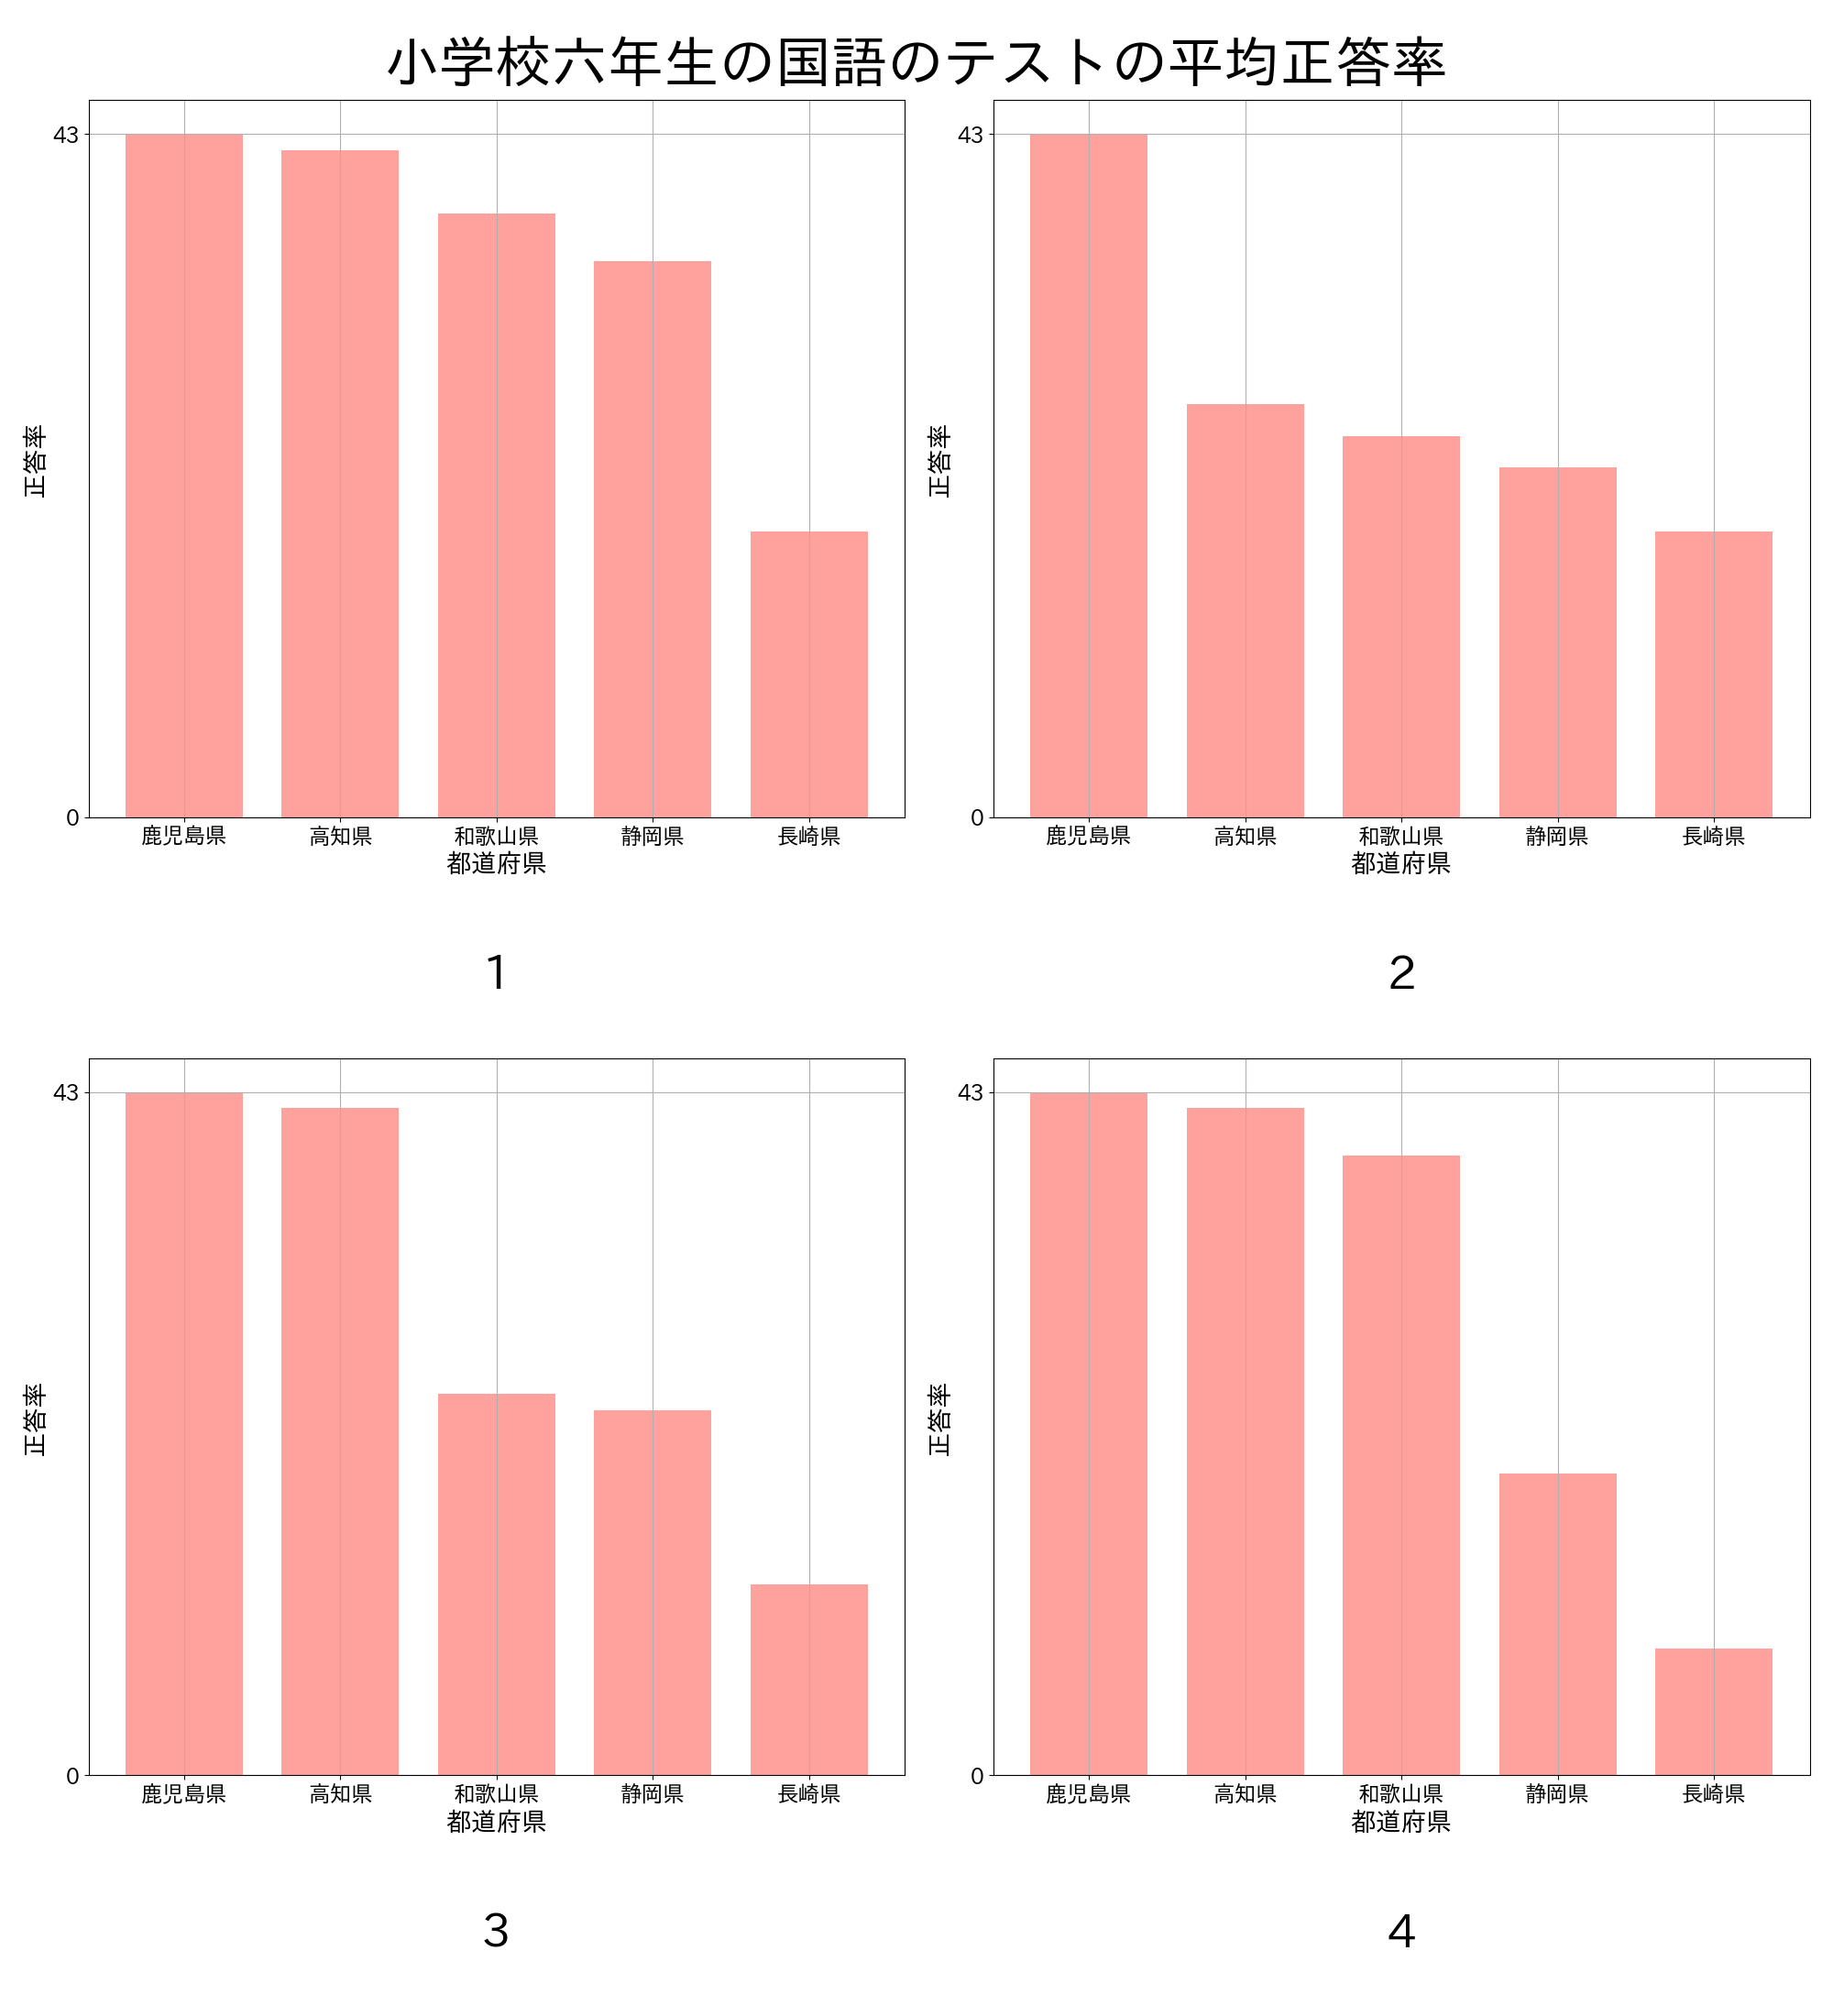 小学校六年生の国語のテストの平均正答率
43
0
正答率
鹿児島県 高知県 和歌山県 静岡県 長崎県
都道府県
1
43
0
正答率
鹿児島県 高知県 和歌山県 静岡県 長崎県
都道府県
2
43
0
正答率
鹿児島県 高知県 和歌山県 静岡県 長崎県
都道府県
3
43
0
正答率
鹿児島県 高知県 和歌山県 静岡県 長崎県
都道府県
4